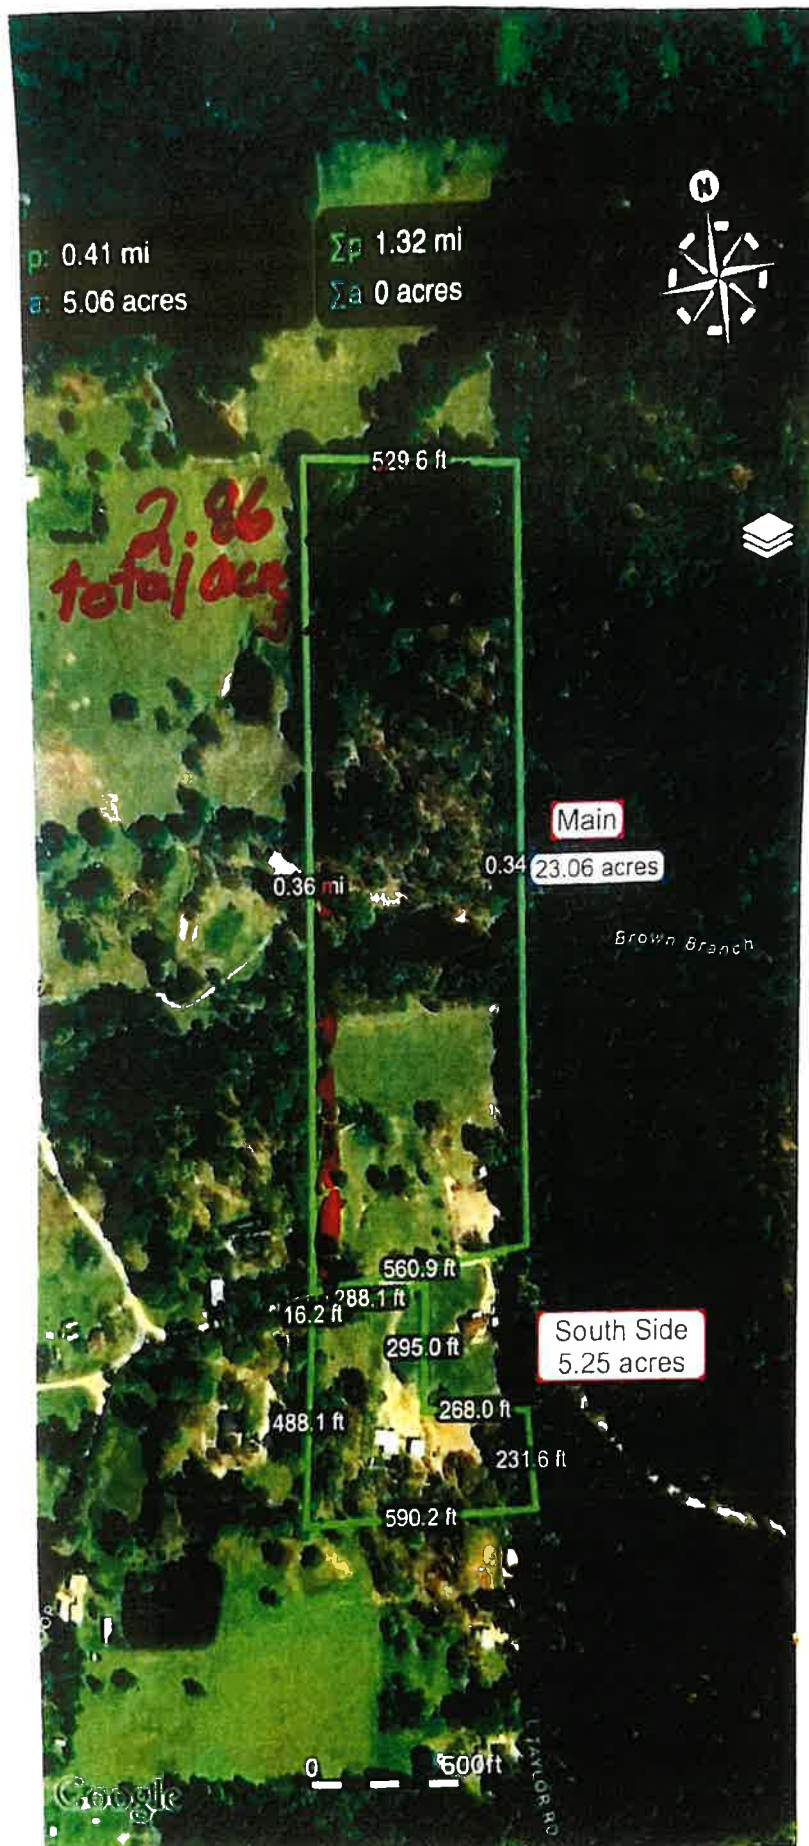 N
p: 0.41 mi
a: 5.06 acres
Σp 1.32 mi
Σa 0 acres
529.6 ft
2.86
total acres
Main
0.36 mi
0.34
23.06 acres
Brown Branch
560.9 ft
288.1 ft
16.2 ft
295.0 ft
South Side
5.25 acres
268.0 ft
488.1 ft
231.6 ft
590.2 ft
TAYLOR RD
0
600ft
Google